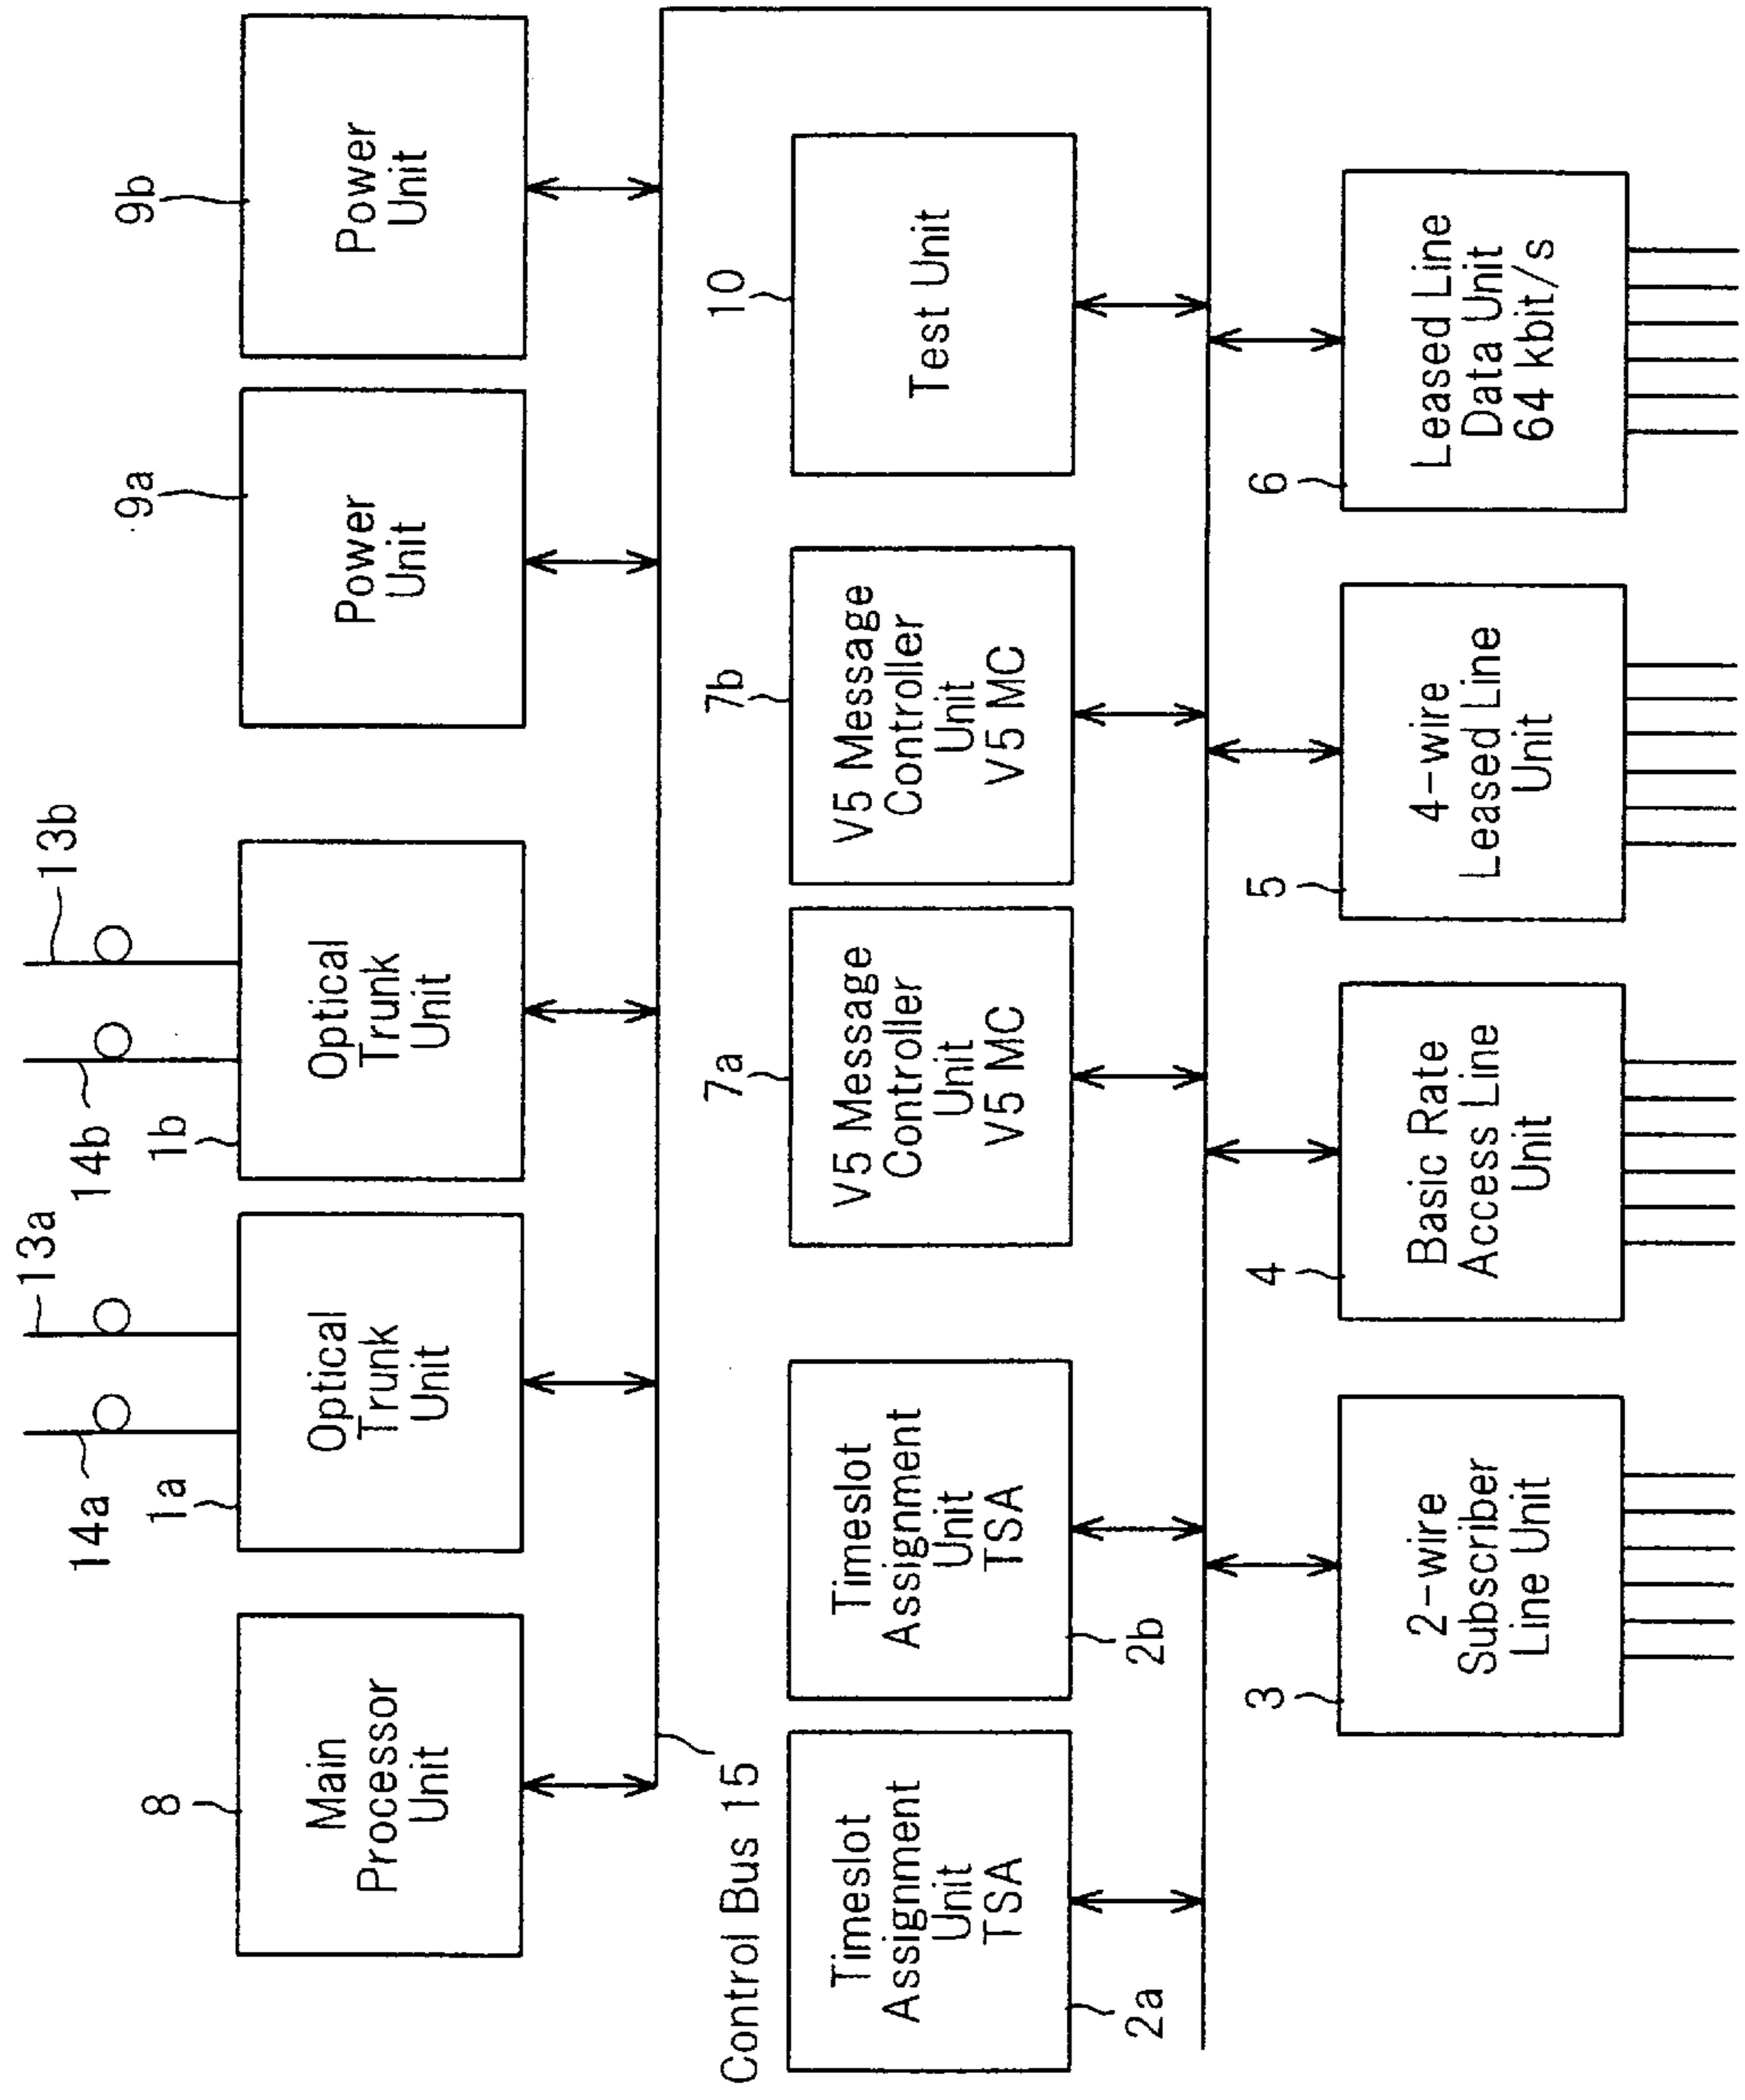 13a
13b
14a
14b
1a
1b
9a
9b
8
Main
Processor
Unit
Optical
Trunk
Unit
Optical
Trunk
Unit
Power
Unit
Power
Unit
Control Bus 15
7a
7b
10
Timeslot
Assignment
Unit
TSA
Timeslot
Assignment
Unit
TSA
V5 Message
Controller
Unit
V5 MC
V5 Message
Controller
Unit
V5 MC
Test Unit
2a
2b
3
4
5
6
2-wire
Subscriber
Line Unit
Basic Rate
Access Line
Unit
4-wire
Leased Line
Unit
Leased Line
Data Unit
64 kbit/s